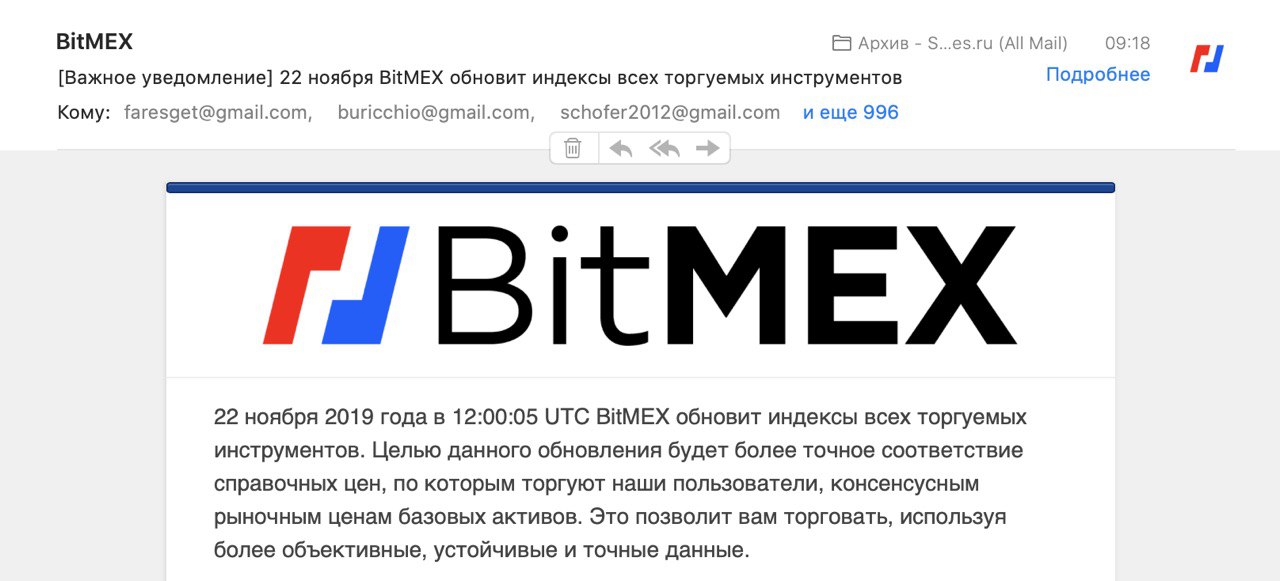 BitMEX
Архив - S...es.ru (All Mail) 09:18
[Важное уведомление] 22 ноября BitMEX обновит индексы всех торгуемых инструментов
Подробнее
Кому: faresget@gmail.com, buricchio@gmail.com, schofer2012@gmail.com и еще 996
BitMEX
22 ноября 2019 года в 12:00:05 UTC BitMEX обновит индексы всех торгуемых
инструментов. Целью данного обновления будет более точное соответствие
справочных цен, по которым торгуют наши пользователи, консенсусным
рыночным ценам базовых активов. Это позволит вам торговать, используя
более объективные, устойчивые и точные данные.